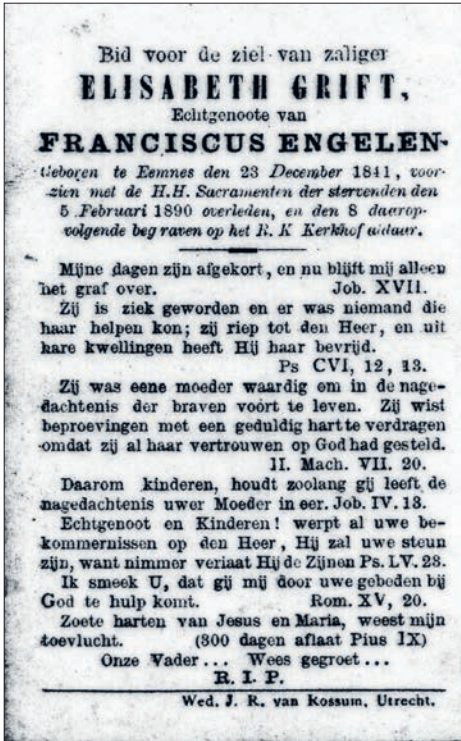 Bid voor de ziel van zaliger
ELISABETH GRIFT,
Echtgenoote van
FRANCISCUS ENGELEN
Geboren te Eemnes den 23 December 1841, voor-
zien met de H.H. Sacramenten der stervenden den
5 Februari 1890 overleden, en den 8 daarop-
volgende begraven op het R. K Kerkhof aldaar.
Mijne dagen zijn afgekort, en nu blijft mij alleen
het graf over. Job. XVII.
Zij is ziek geworden en er was niemand die
haar helpen kon; zij riep tot den Heer, en uit
hare kwellingen heeft Hij haar bevrijd.
Ps CVI, 12, 13.
Zij was eene moeder waardig om in de nage-
dachtenis der braven voort te leven. Zij wist
beproevingen met een geduldig hart te verdragen
omdat zij al haar vertrouwen op God had gesteld.
II. Mach. VII. 20.
Daarom kinderen, houdt zoolang gij leeft de
nagedachtenis uwer Moeder in eer. Job. IV. 13.
Echtgenoot en Kinderen! werpt al uwe be-
kommernissen op den Heer, Hij zal uwe steun
zijn, want nimmer verlaat Hij de Zijnen Ps. LV. 23.
Ik smeek U, dat gij mij door uwe gebeden bij
God te hulp komt. Rom. XV, 20.
Zoete harten van Jesus en Maria, weest mijn
toevlucht. (300 dagen aflaat Pius IX)
Onze Vader... Wees gegroet...
R. I. P.
Wed. J. R. van Rossum, Utrecht.